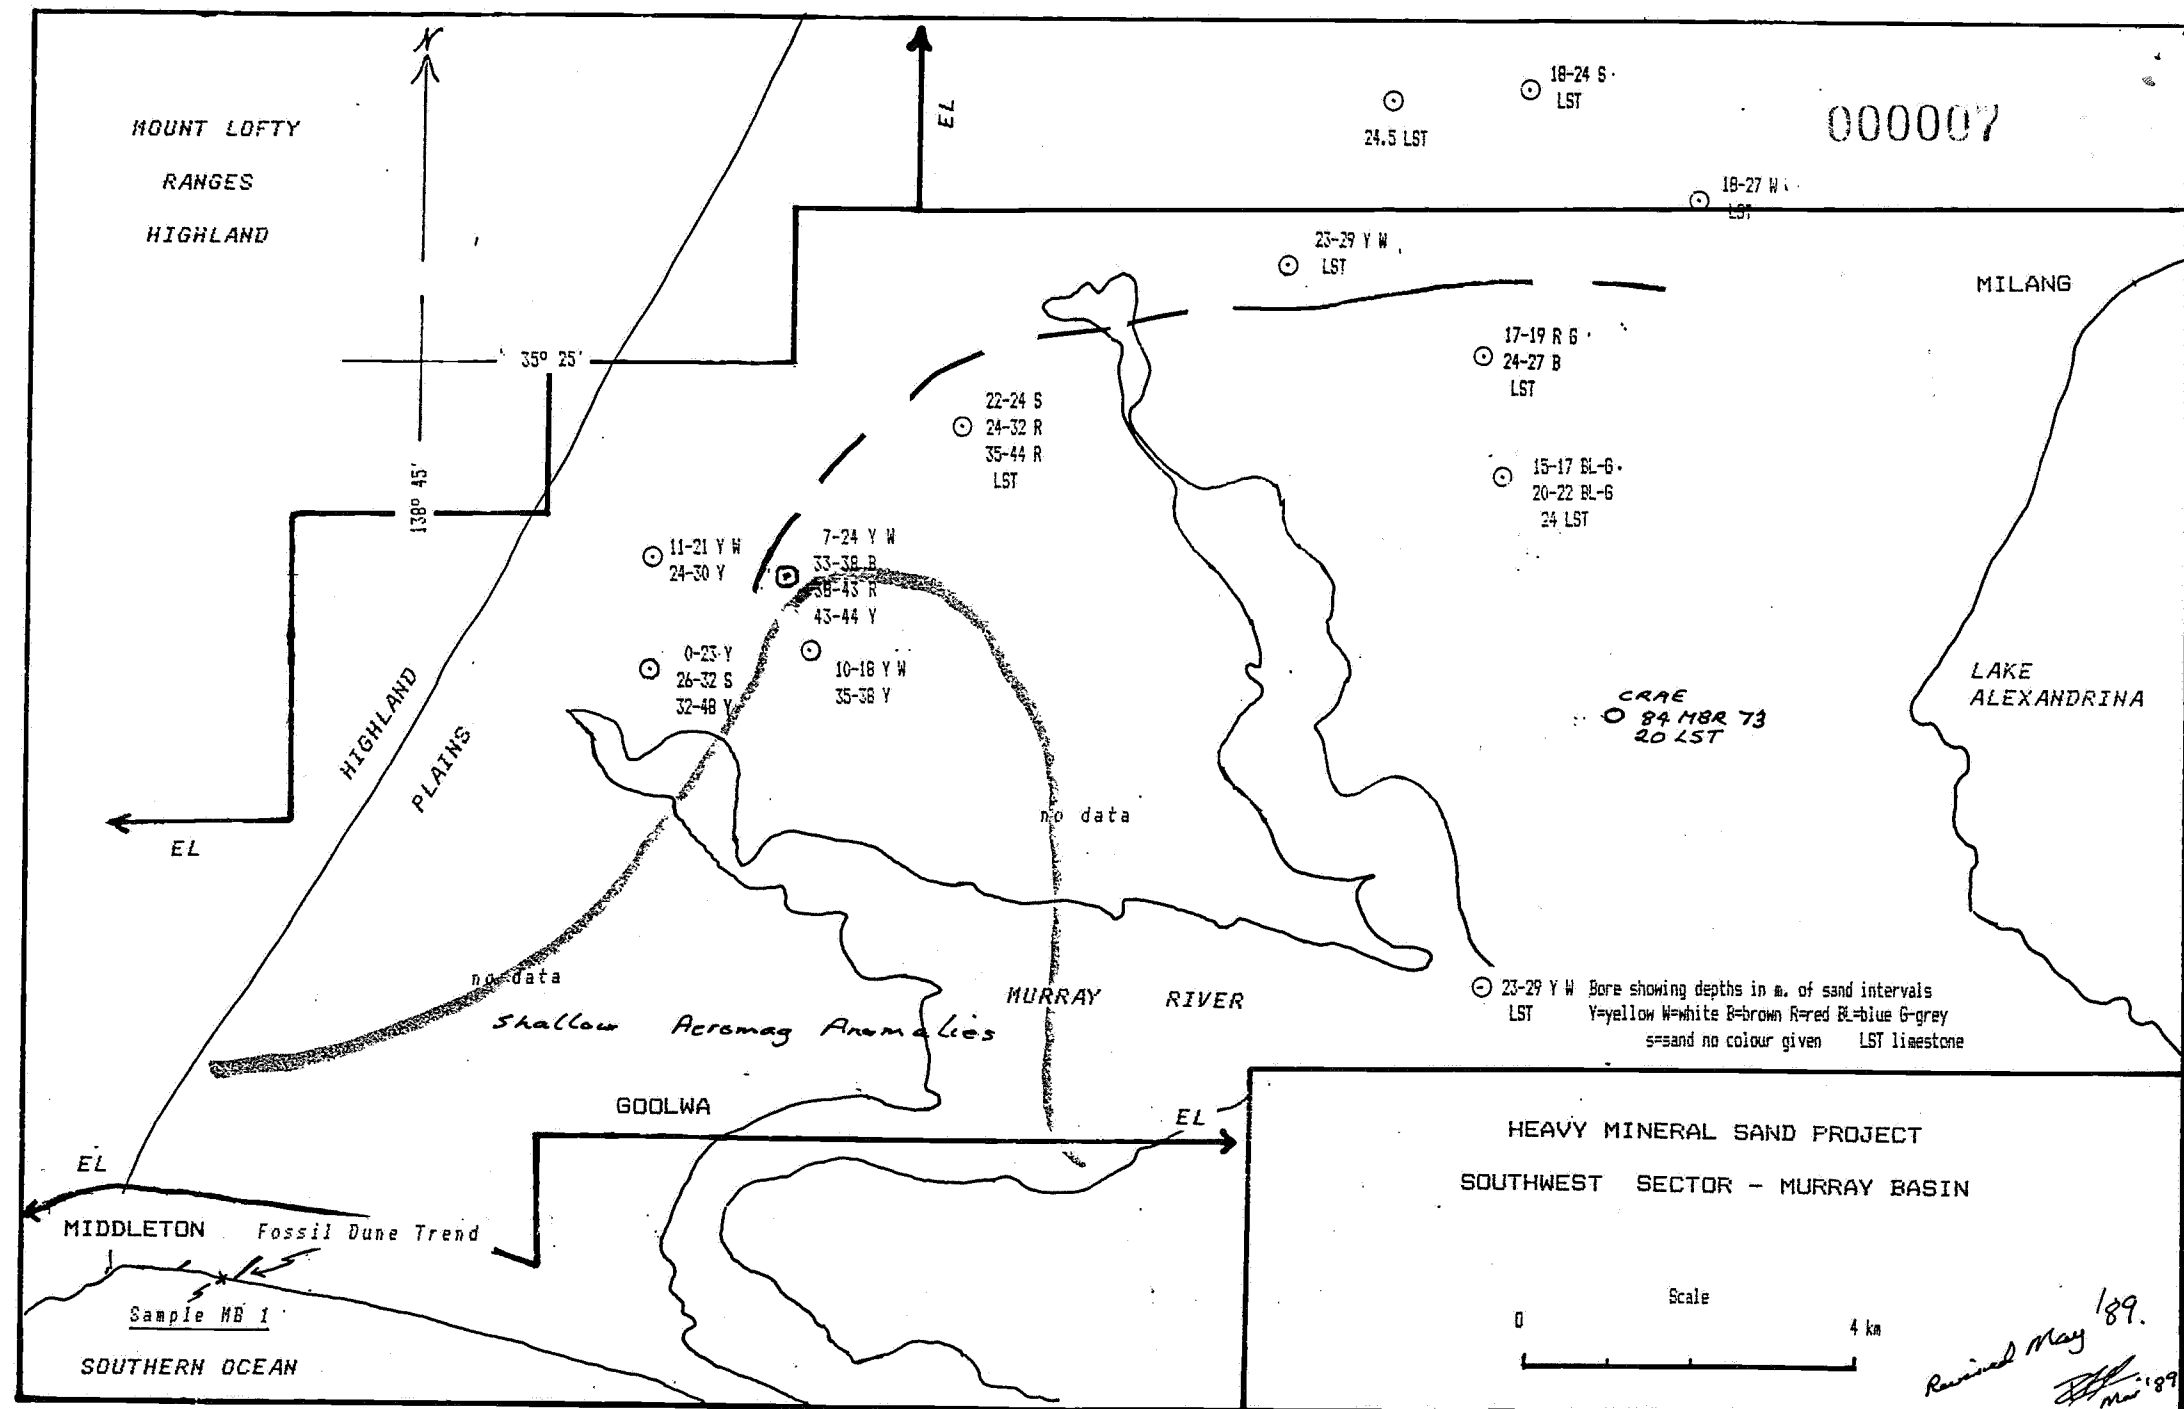 N
MOUNT LOFTY
RANGES
HIGHLAND
EL
24.5 LST
18-24 S
LST
000007
18-27 W
LST
23-29 Y W
LST
MILANG
35º 25'
138º 45'
17-19 R G
24-27 B
LST
22-24 S
24-32 R
35-44 R
LST
15-17 BL-G
20-22 BL-G
24 LST
11-21 Y W
24-30 Y
7-24 Y W
33-38 B
38-43 R
43-44 Y
0-23 Y
26-32 S
32-48 Y
10-18 Y W
35-38 Y
HIGHLAND
PLAINS
LAKE
ALEXANDRINA
CRAE
84 MBR 73
20 LST
no data
EL
no data
Shallow Aeromag Anomalies
MURRAY RIVER
23-29 Y W Bore showing depths in m. of sand intervals
LST Y=yellow W=white B=brown R=red BL=blue G-grey
s=sand no colour given LST limestone
GOOLWA
EL
HEAVY MINERAL SAND PROJECT
SOUTHWEST SECTOR - MURRAY BASIN
EL
MIDDLETON
Fossil Dune Trend
Sample MB 1
SOUTHERN OCEAN
Scale
0 4 km
Revised May '89.
Mar '89